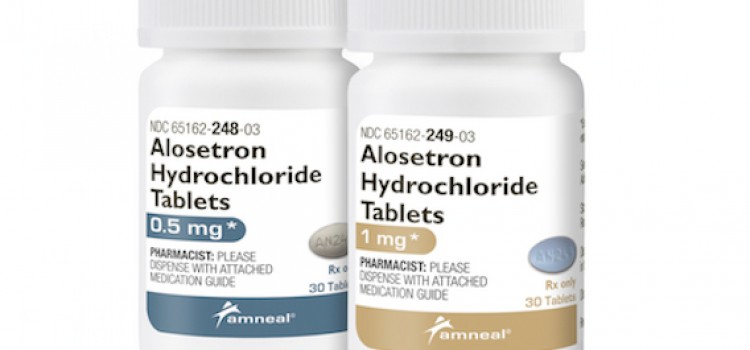 NDC 65162-248-03
Alosetron
Hydrochloride
Tablets
0.5 mg*
PHARMACIST: PLEASE
DISPENSE WITH ATTACHED
MEDICATION GUIDE
Rx only
30 Tablets
amneal®
NDC 65162-249-03
Alosetron
Hydrochloride
Tablets
1 mg*
PHARMACIST: PLEASE
DISPENSE WITH ATTACHED
MEDICATION GUIDE
Rx only
30 Tablets
amneal®